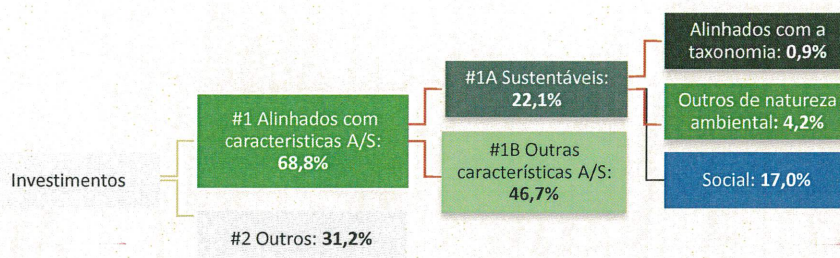 Investimentos
#1 Alinhados com
caracteristicas A/S:
68,8%
#2 Outros: 31,2%
#1A Sustentáveis:
22,1%
#1B Outras
características A/S:
46,7%
Alinhados com a
taxonomia: 0,9%
Outros de natureza
ambiental: 4,2%
Social: 17,0%